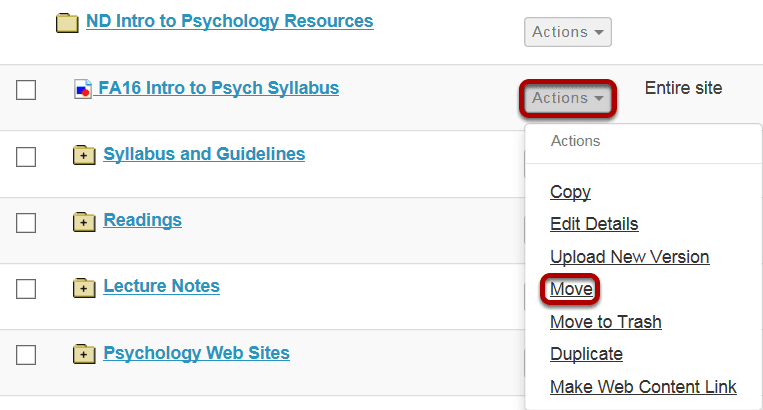 ND Intro to Psychology Resources
Actions
FA16 Intro to Psych Syllabus
Actions
Entire site
Actions
Syllabus and Guidelines
Copy
Readings
Edit Details
Upload New Version
Lecture Notes
Move
Move to Trash
Psychology Web Sites
Duplicate
Make Web Content Link